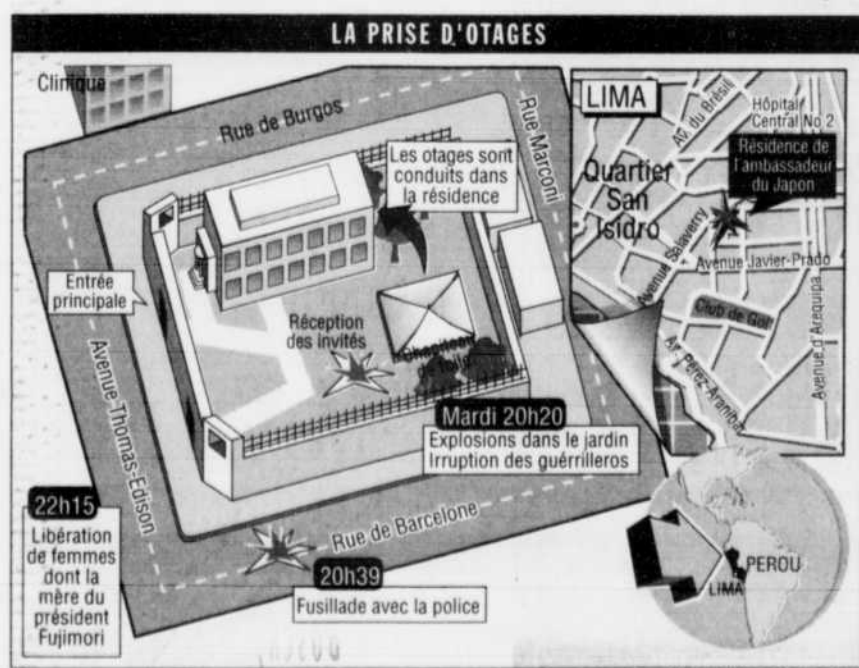 LA PRISE D'OTAGES
Clinique
Rue de Burgos
Rue Marconi
Les otages sont
conduits dans
la résidence
Entrée
principale
Réception
des invités
Chapiteau
de toile
Avenue Thomas-Edison
Mardi 20h20
Explosions dans le jardin
Irruption des guérrilleros
22h15
Libération
de femmes
dont la
mère du
président
Fujimori
Rue de Barcelone
20h39
Fusillade avec la police
LIMA
Av. du Brésil
Hôpital
Central No 2
Résidence de
l'ambassadeur
du Japon
Quartier
San
Isidro
Avenue Salaverry
Avenue Javier-Prado
Club de Golf
Av. Pérez-Aranibar
Avenue d'Arequipa
PEROU
LIMA